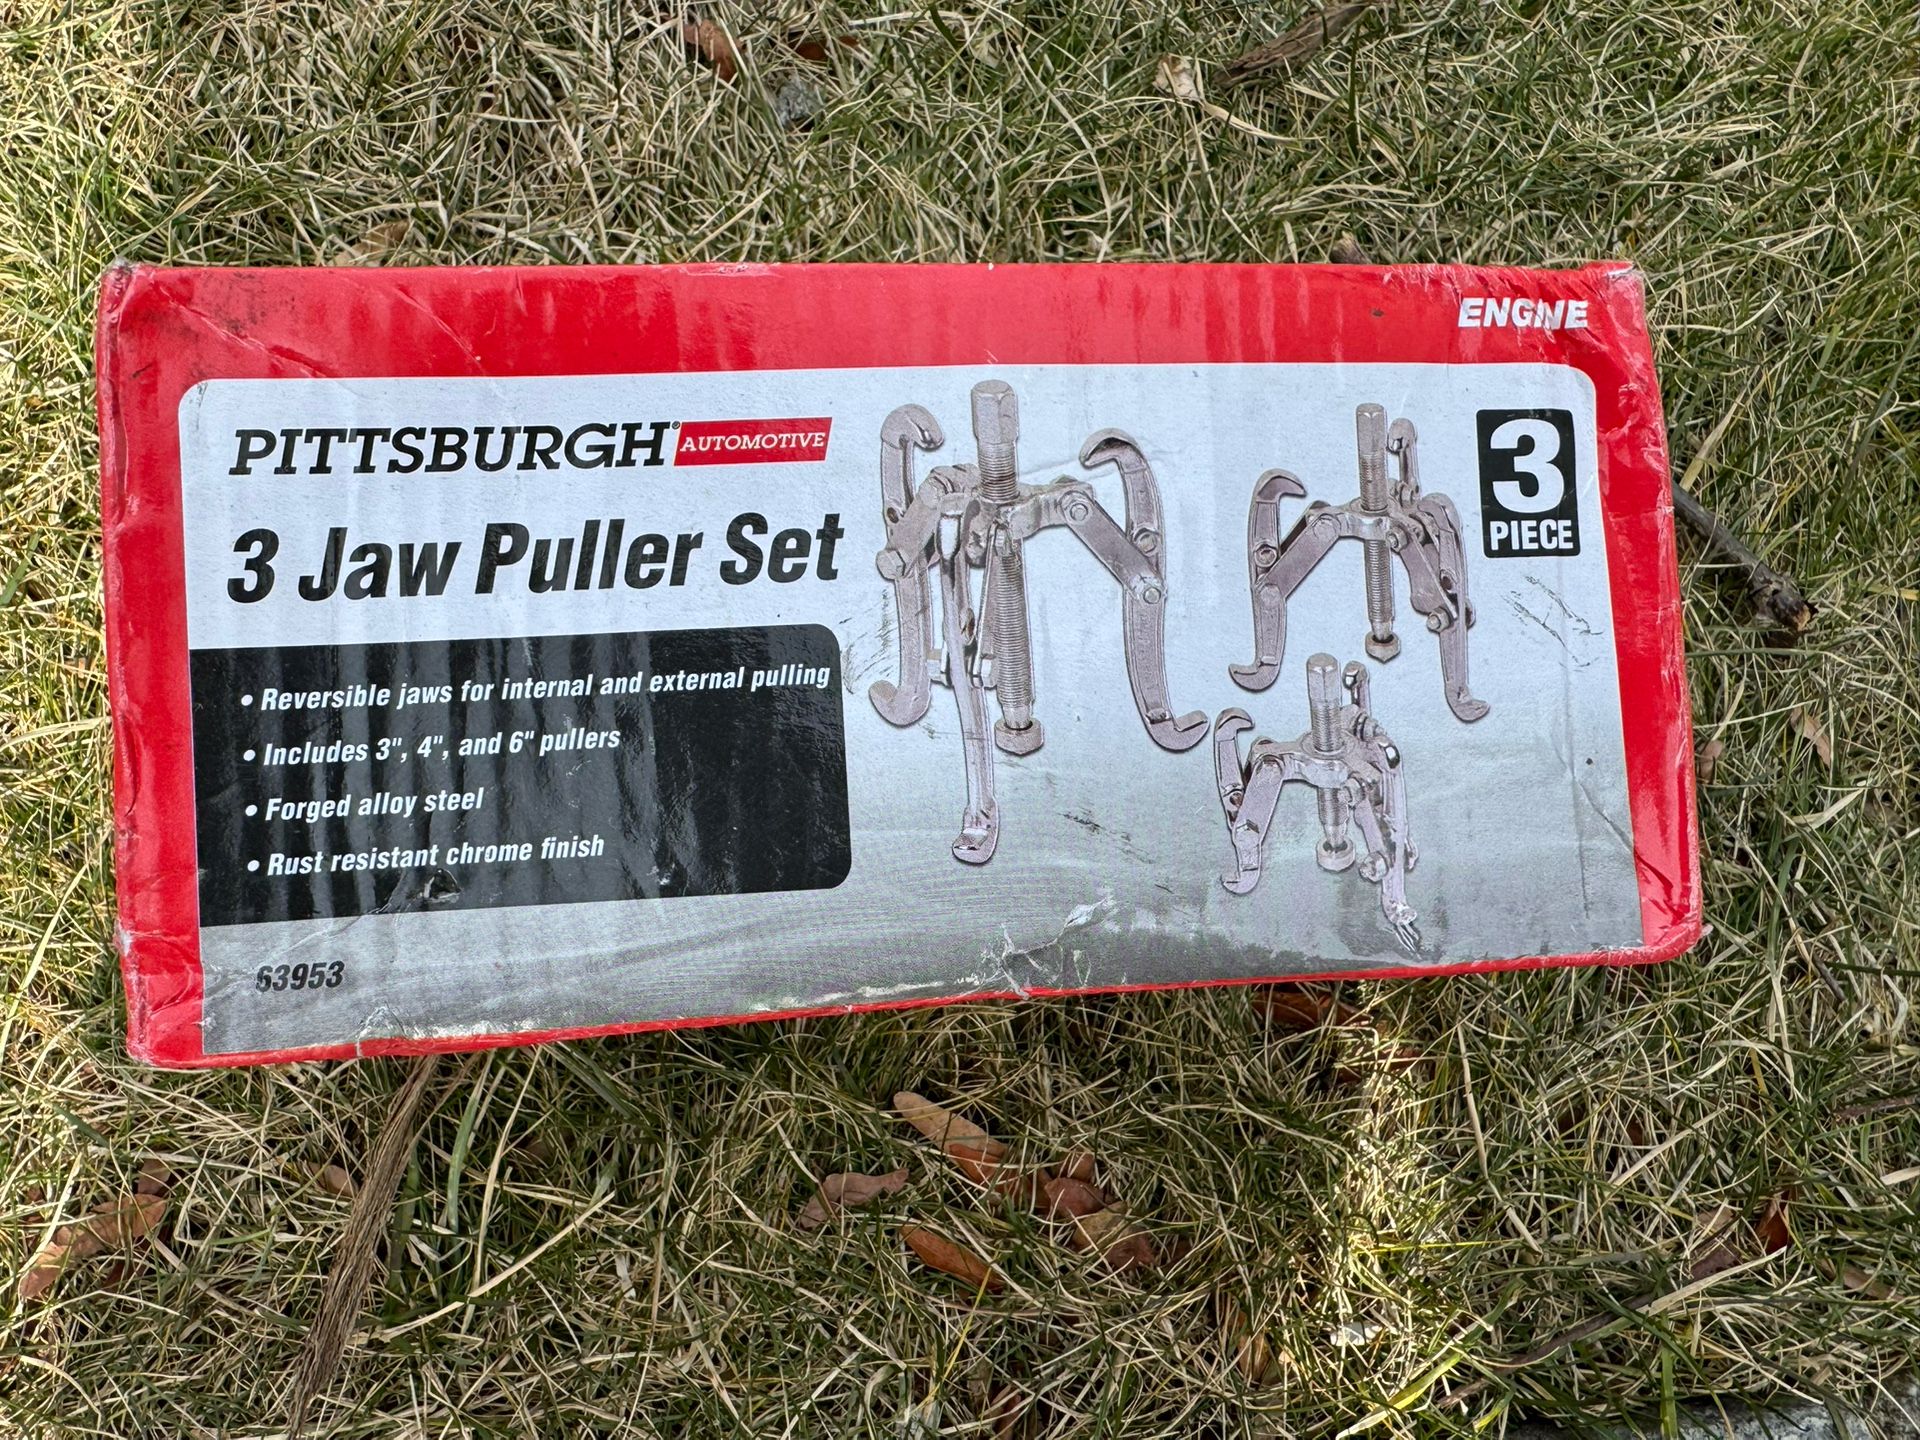 ENGINE
PITTSBURGH® AUTOMOTIVE
3 Jaw Puller Set
3
PIECE
• Reversible jaws for internal and external pulling
• Includes 3", 4", and 6" pullers
• Forged alloy steel
• Rust resistant chrome finish
63953